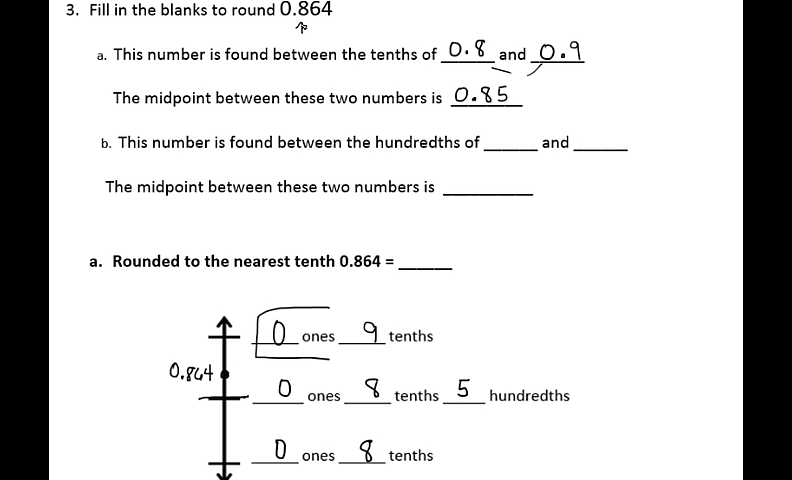 3. Fill in the blanks to round 0.864
a. This number is found between the tenths of 0.8 and 0.9
The midpoint between these two numbers is 0.85
b. This number is found between the hundredths of ______ and ______
The midpoint between these two numbers is __________
a. Rounded to the nearest tenth 0.864 = ______
0 ones 9 tenths
0.864
0 ones 8 tenths 5 hundredths
0 ones 8 tenths